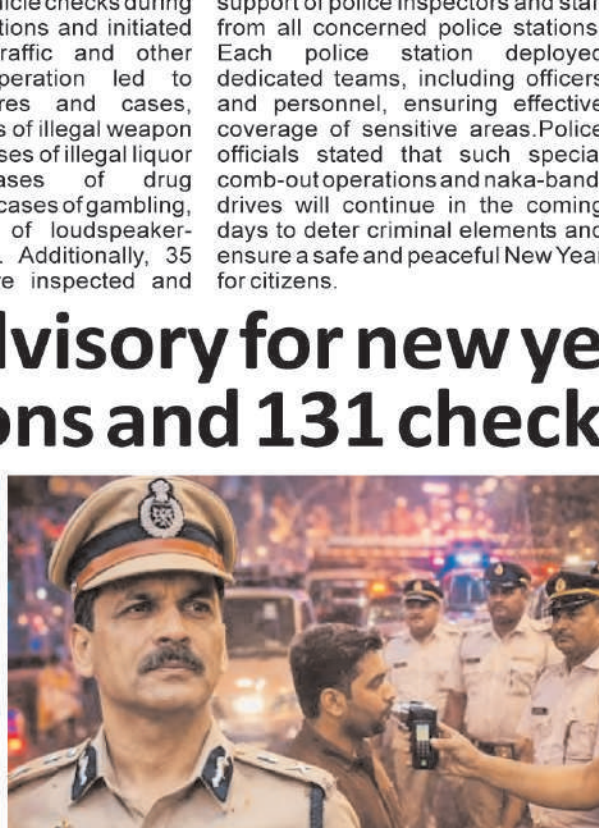 icle checks during
tions and initiated
raffic and other
peration led to
res and cases,
s of illegal weapon
ses of illegal liquor
ases of drug
cases of gambling,
of loudspeaker-
. Additionally, 35
re inspected and
support of police inspectors and staf
from all concerned police stations
Each police station deployed
dedicated teams, including officers
and personnel, ensuring effective
coverage of sensitive areas.Police
officials stated that such specia
comb-out operations and naka-band
drives will continue in the coming
days to deter criminal elements and
ensure a safe and peaceful New Yea
for citizens.
dvisory for new ye
ons and 131 check